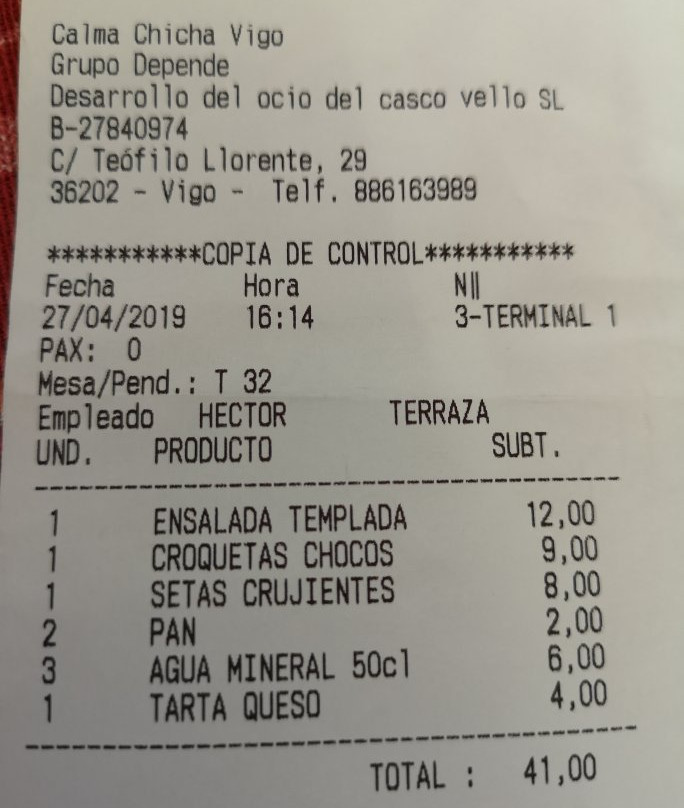 Calma Chicha Vigo
Grupo Depende
Desarrollo del ocio del casco vello SL
B-27840974
C/ Teófilo Llorente, 29
36202 - Vigo - Telf. 886163989
***********COPIA DE CONTROL***********
Fecha Hora N‖
27/04/2019 16:14 3-TERMINAL 1
PAX: 0
Mesa/Pend.: T 32
Empleado HECTOR TERRAZA
UND. PRODUCTO SUBT.
1 ENSALADA TEMPLADA 12,00
1 CROQUETAS CHOCOS 9,00
1 SETAS CRUJIENTES 8,00
2 PAN 2,00
3 AGUA MINERAL 50cl 6,00
1 TARTA QUESO 4,00
TOTAL : 41,00